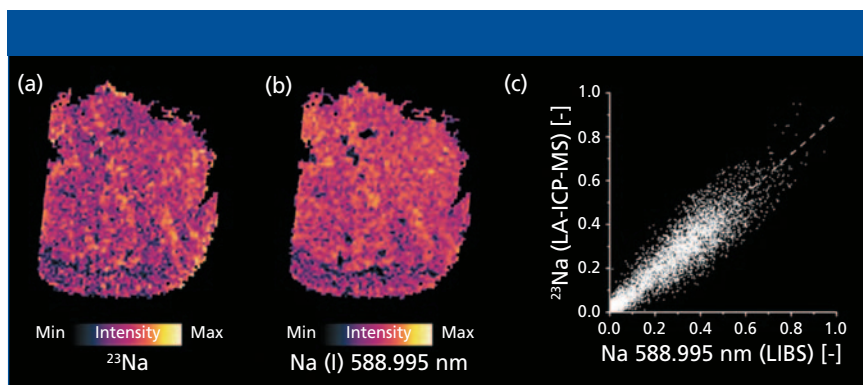 (a)
(b)
(c)
Min Intensity Max
²³Na
Min Intensity Max
Na (I) 588.995 nm
²³Na (LA-ICP-MS) [-]
1.0
0.8
0.6
0.4
0.2
0.0
0.0 0.2 0.4 0.6 0.8 1.0
Na 588.995 nm (LIBS) [-]